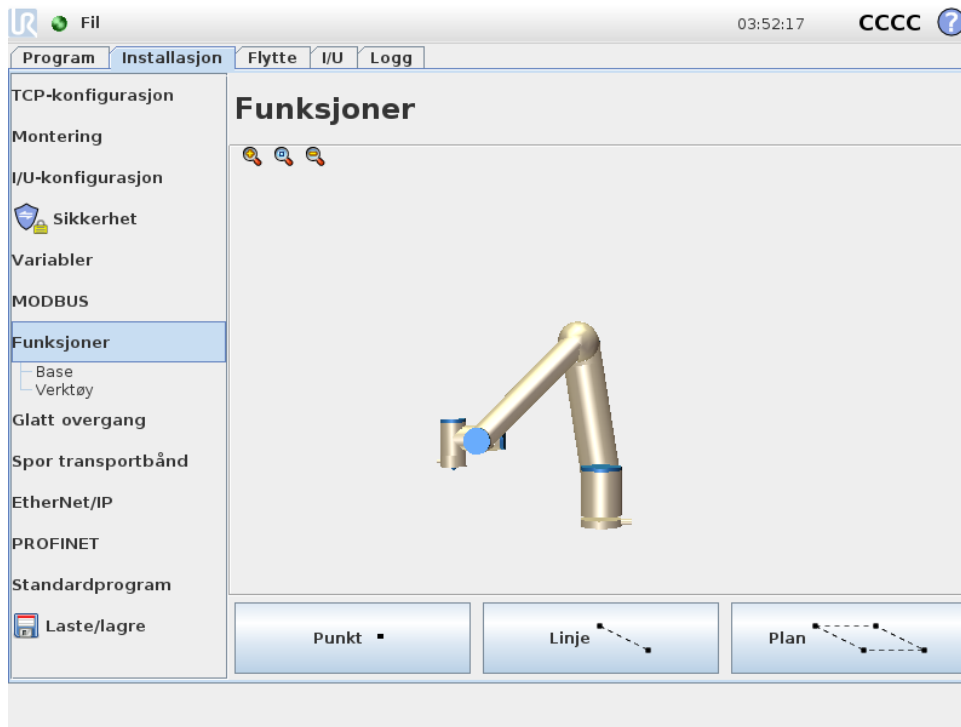 UR Fil 03:52:17 CCCC ?
Program Installasjon Flytte I/U Logg
TCP-konfigurasjon
Montering
I/U-konfigurasjon
Sikkerhet
Variabler
MODBUS
Funksjoner
Base
Verktøy
Glatt overgang
Spor transportbånd
EtherNet/IP
PROFINET
Standardprogram
Laste/lagre
Funksjoner
Punkt
Linje
Plan